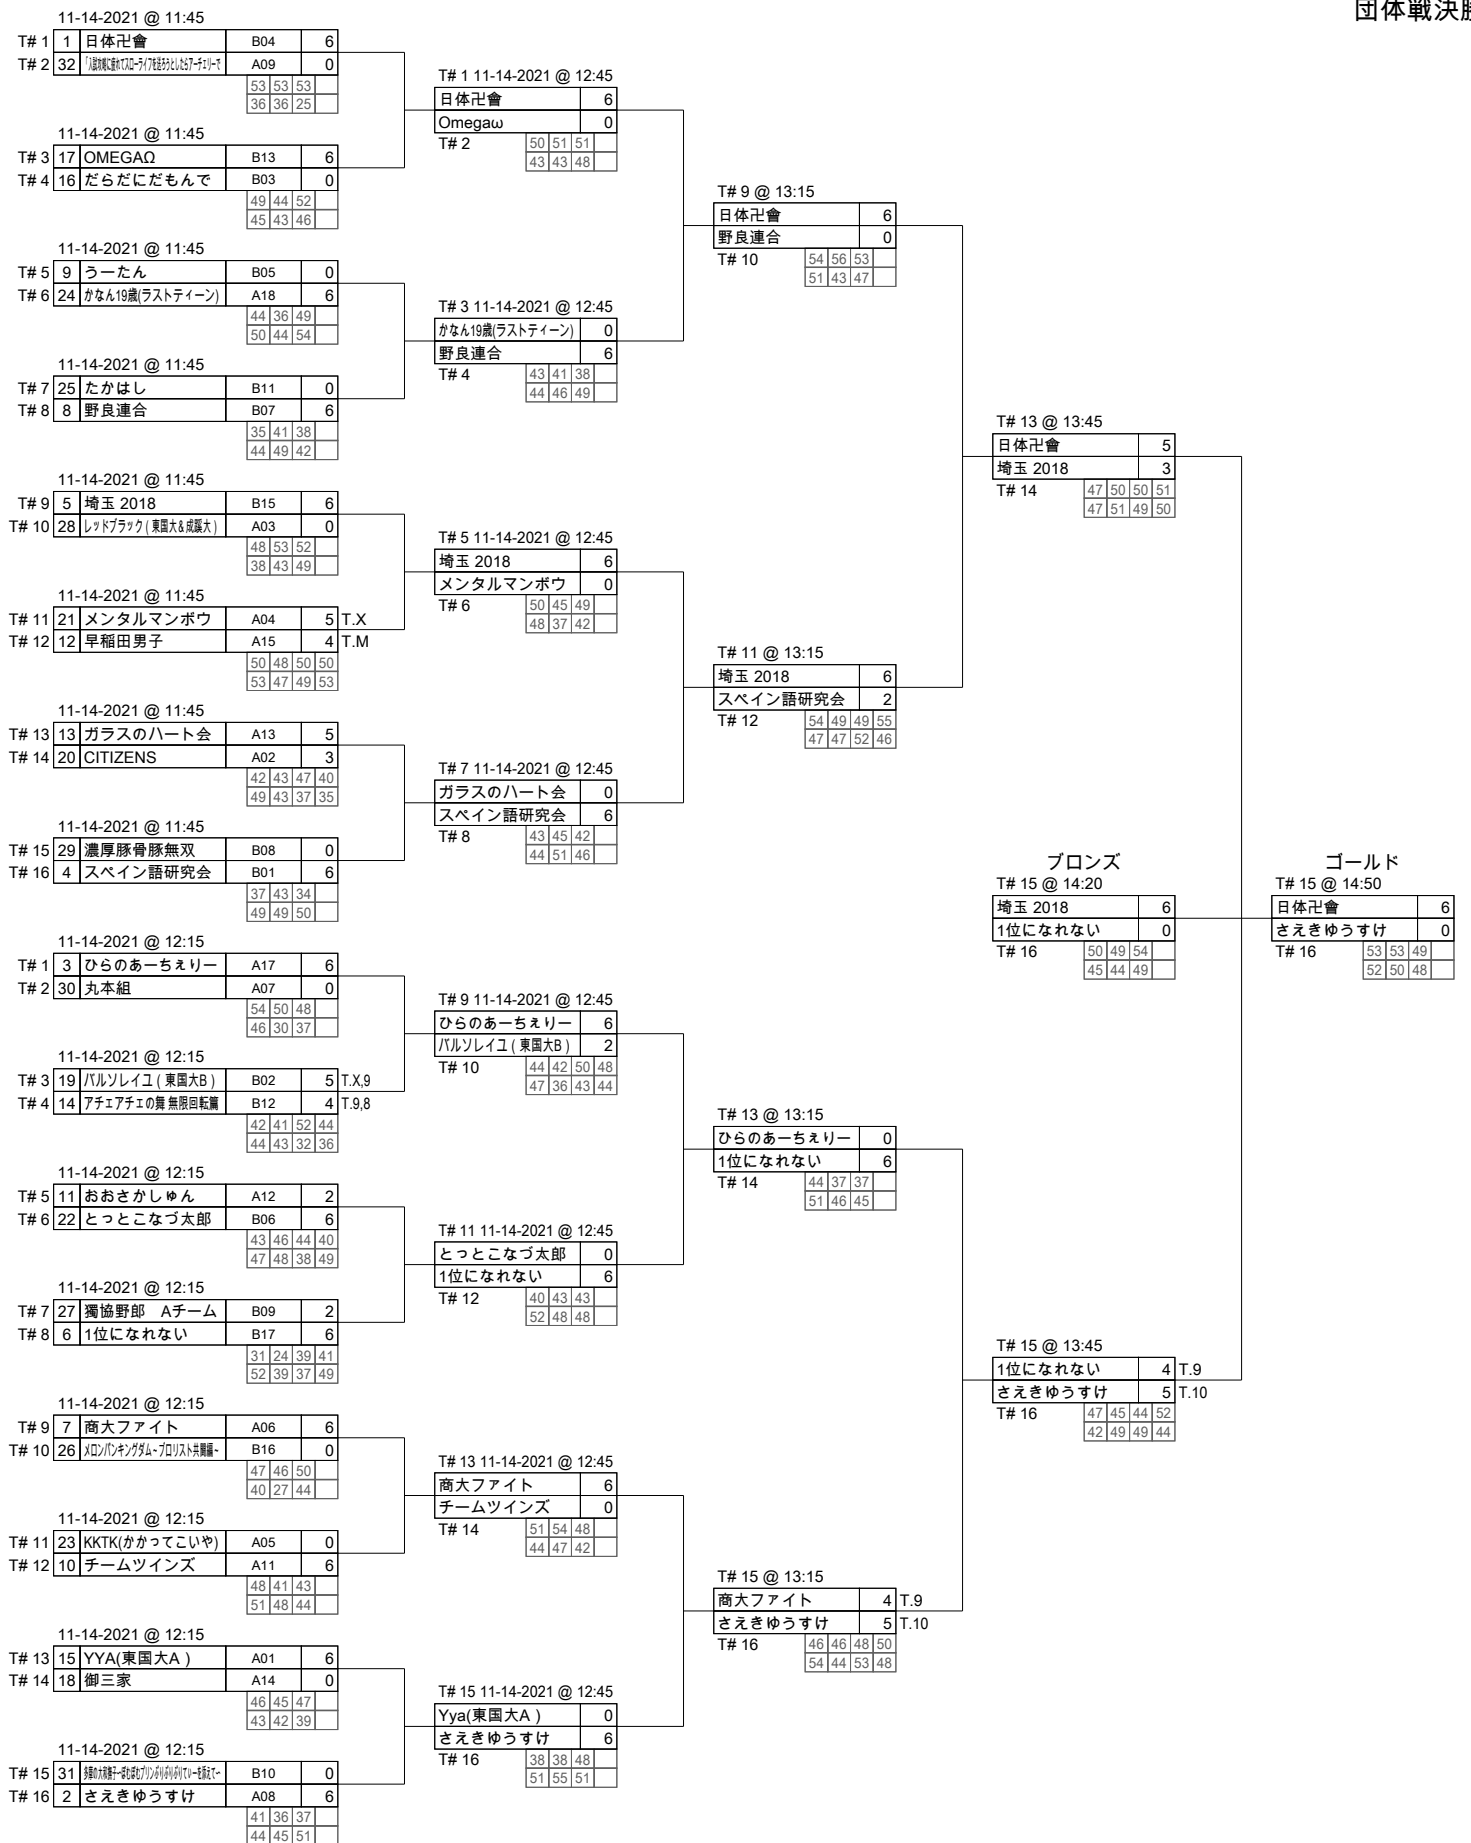 団体戦決勝
11-14-2021 @ 11:45
T# 1 1 日体卍會 B04 6
T# 2 32 A09 0
53 53 53
36 36 25
11-14-2021 @ 11:45
T# 3 17 OMEGAΩ B13 6
T# 4 16 だらだにだもんで B03 0
49 44 52
45 43 46
11-14-2021 @ 11:45
T# 5 9 うーたん B05 0
T# 6 24 かなん19歳(ラストティーン) A18 6
44 36 49
50 44 54
11-14-2021 @ 11:45
T# 7 25 たかはし B11 0
T# 8 8 野良連合 B07 6
35 41 38
44 49 42
11-14-2021 @ 11:45
T# 9 5 埼玉 2018 B15 6
T# 10 28 レッドブラック ( 東国大&成蹊大 ) A03 0
48 53 52
38 43 49
11-14-2021 @ 11:45
T# 11 21 メンタルマンボウ A04 5 T.X
T# 12 12 早稲田男子 A15 4 T.M
50 48 50 50
53 47 49 53
11-14-2021 @ 11:45
T# 13 13 ガラスのハート会 A13 5
T# 14 20 CITIZENS A02 3
42 43 47 40
49 43 37 35
11-14-2021 @ 11:45
T# 15 29 濃厚豚骨豚無双 B08 0
T# 16 4 スペイン語研究会 B01 6
37 43 34
49 49 50
11-14-2021 @ 12:15
T# 1 3 ひらのあーちぇりー A17 6
T# 2 30 丸本組 A07 0
54 50 48
46 30 37
11-14-2021 @ 12:15
T# 3 19 バルソレイユ ( 東国大B ) B02 5 T.X,9
T# 4 14 アチェアチェの舞 無限回転篇 B12 4 T.9,8
42 41 52 44
44 43 32 36
11-14-2021 @ 12:15
T# 5 11 おおさかしゅん A12 2
T# 6 22 とっとこなづ太郎 B06 6
43 46 44 40
47 48 38 49
11-14-2021 @ 12:15
T# 7 27 獨協野郎　Aチーム B09 2
T# 8 6 1位になれない B17 6
31 24 39 41
52 39 37 49
11-14-2021 @ 12:15
T# 9 7 商大ファイト A06 6
T# 10 26 メロンパンキングダム~プロリスト共闘編~ B16 0
47 46 50
40 27 44
11-14-2021 @ 12:15
T# 11 23 KKTK(かかってこいや) A05 0
T# 12 10 チームツインズ A11 6
48 41 43
51 48 44
11-14-2021 @ 12:15
T# 13 15 YYA(東国大A ) A01 6
T# 14 18 御三家 A14 0
46 45 47
43 42 39
11-14-2021 @ 12:15
T# 15 31 B10 0
T# 16 2 さえきゆうすけ A08 6
41 36 37
44 45 51
T# 1 11-14-2021 @ 12:45
日体卍會 6
Omegaω 0
T# 2 50 51 51
43 43 48
T# 3 11-14-2021 @ 12:45
かなん19歳(ラストティーン) 0
野良連合 6
T# 4 43 41 38
44 46 49
T# 5 11-14-2021 @ 12:45
埼玉 2018 6
メンタルマンボウ 0
T# 6 50 45 49
48 37 42
T# 7 11-14-2021 @ 12:45
ガラスのハート会 0
スペイン語研究会 6
T# 8 43 45 42
44 51 46
T# 9 11-14-2021 @ 12:45
ひらのあーちぇりー 6
バルソレイユ ( 東国大B ) 2
T# 10 44 42 50 48
47 36 43 44
T# 11 11-14-2021 @ 12:45
とっとこなづ太郎 0
1位になれない 6
T# 12 40 43 43
52 48 48
T# 13 11-14-2021 @ 12:45
商大ファイト 6
チームツインズ 0
T# 14 51 54 48
44 47 42
T# 15 11-14-2021 @ 12:45
Yya(東国大A ) 0
さえきゆうすけ 6
T# 16 38 38 48
51 55 51
T# 9 @ 13:15
日体卍會 6
野良連合 0
T# 10 54 56 53
51 43 47
T# 11 @ 13:15
埼玉 2018 6
スペイン語研究会 2
T# 12 54 49 49 55
47 47 52 46
T# 13 @ 13:15
ひらのあーちぇりー 0
1位になれない 6
T# 14 44 37 37
51 46 45
T# 15 @ 13:15
商大ファイト 4 T.9
さえきゆうすけ 5 T.10
T# 16 46 46 48 50
54 44 53 48
T# 13 @ 13:45
日体卍會 5
埼玉 2018 3
T# 14 47 50 50 51
47 51 49 50
T# 15 @ 13:45
1位になれない 4 T.9
さえきゆうすけ 5 T.10
T# 16 47 45 44 52
42 49 49 44
ブロンズ
T# 15 @ 14:20
埼玉 2018 6
1位になれない 0
T# 16 50 49 54
45 44 49
ゴールド
T# 15 @ 14:50
日体卍會 6
さえきゆうすけ 0
T# 16 53 53 49
52 50 48